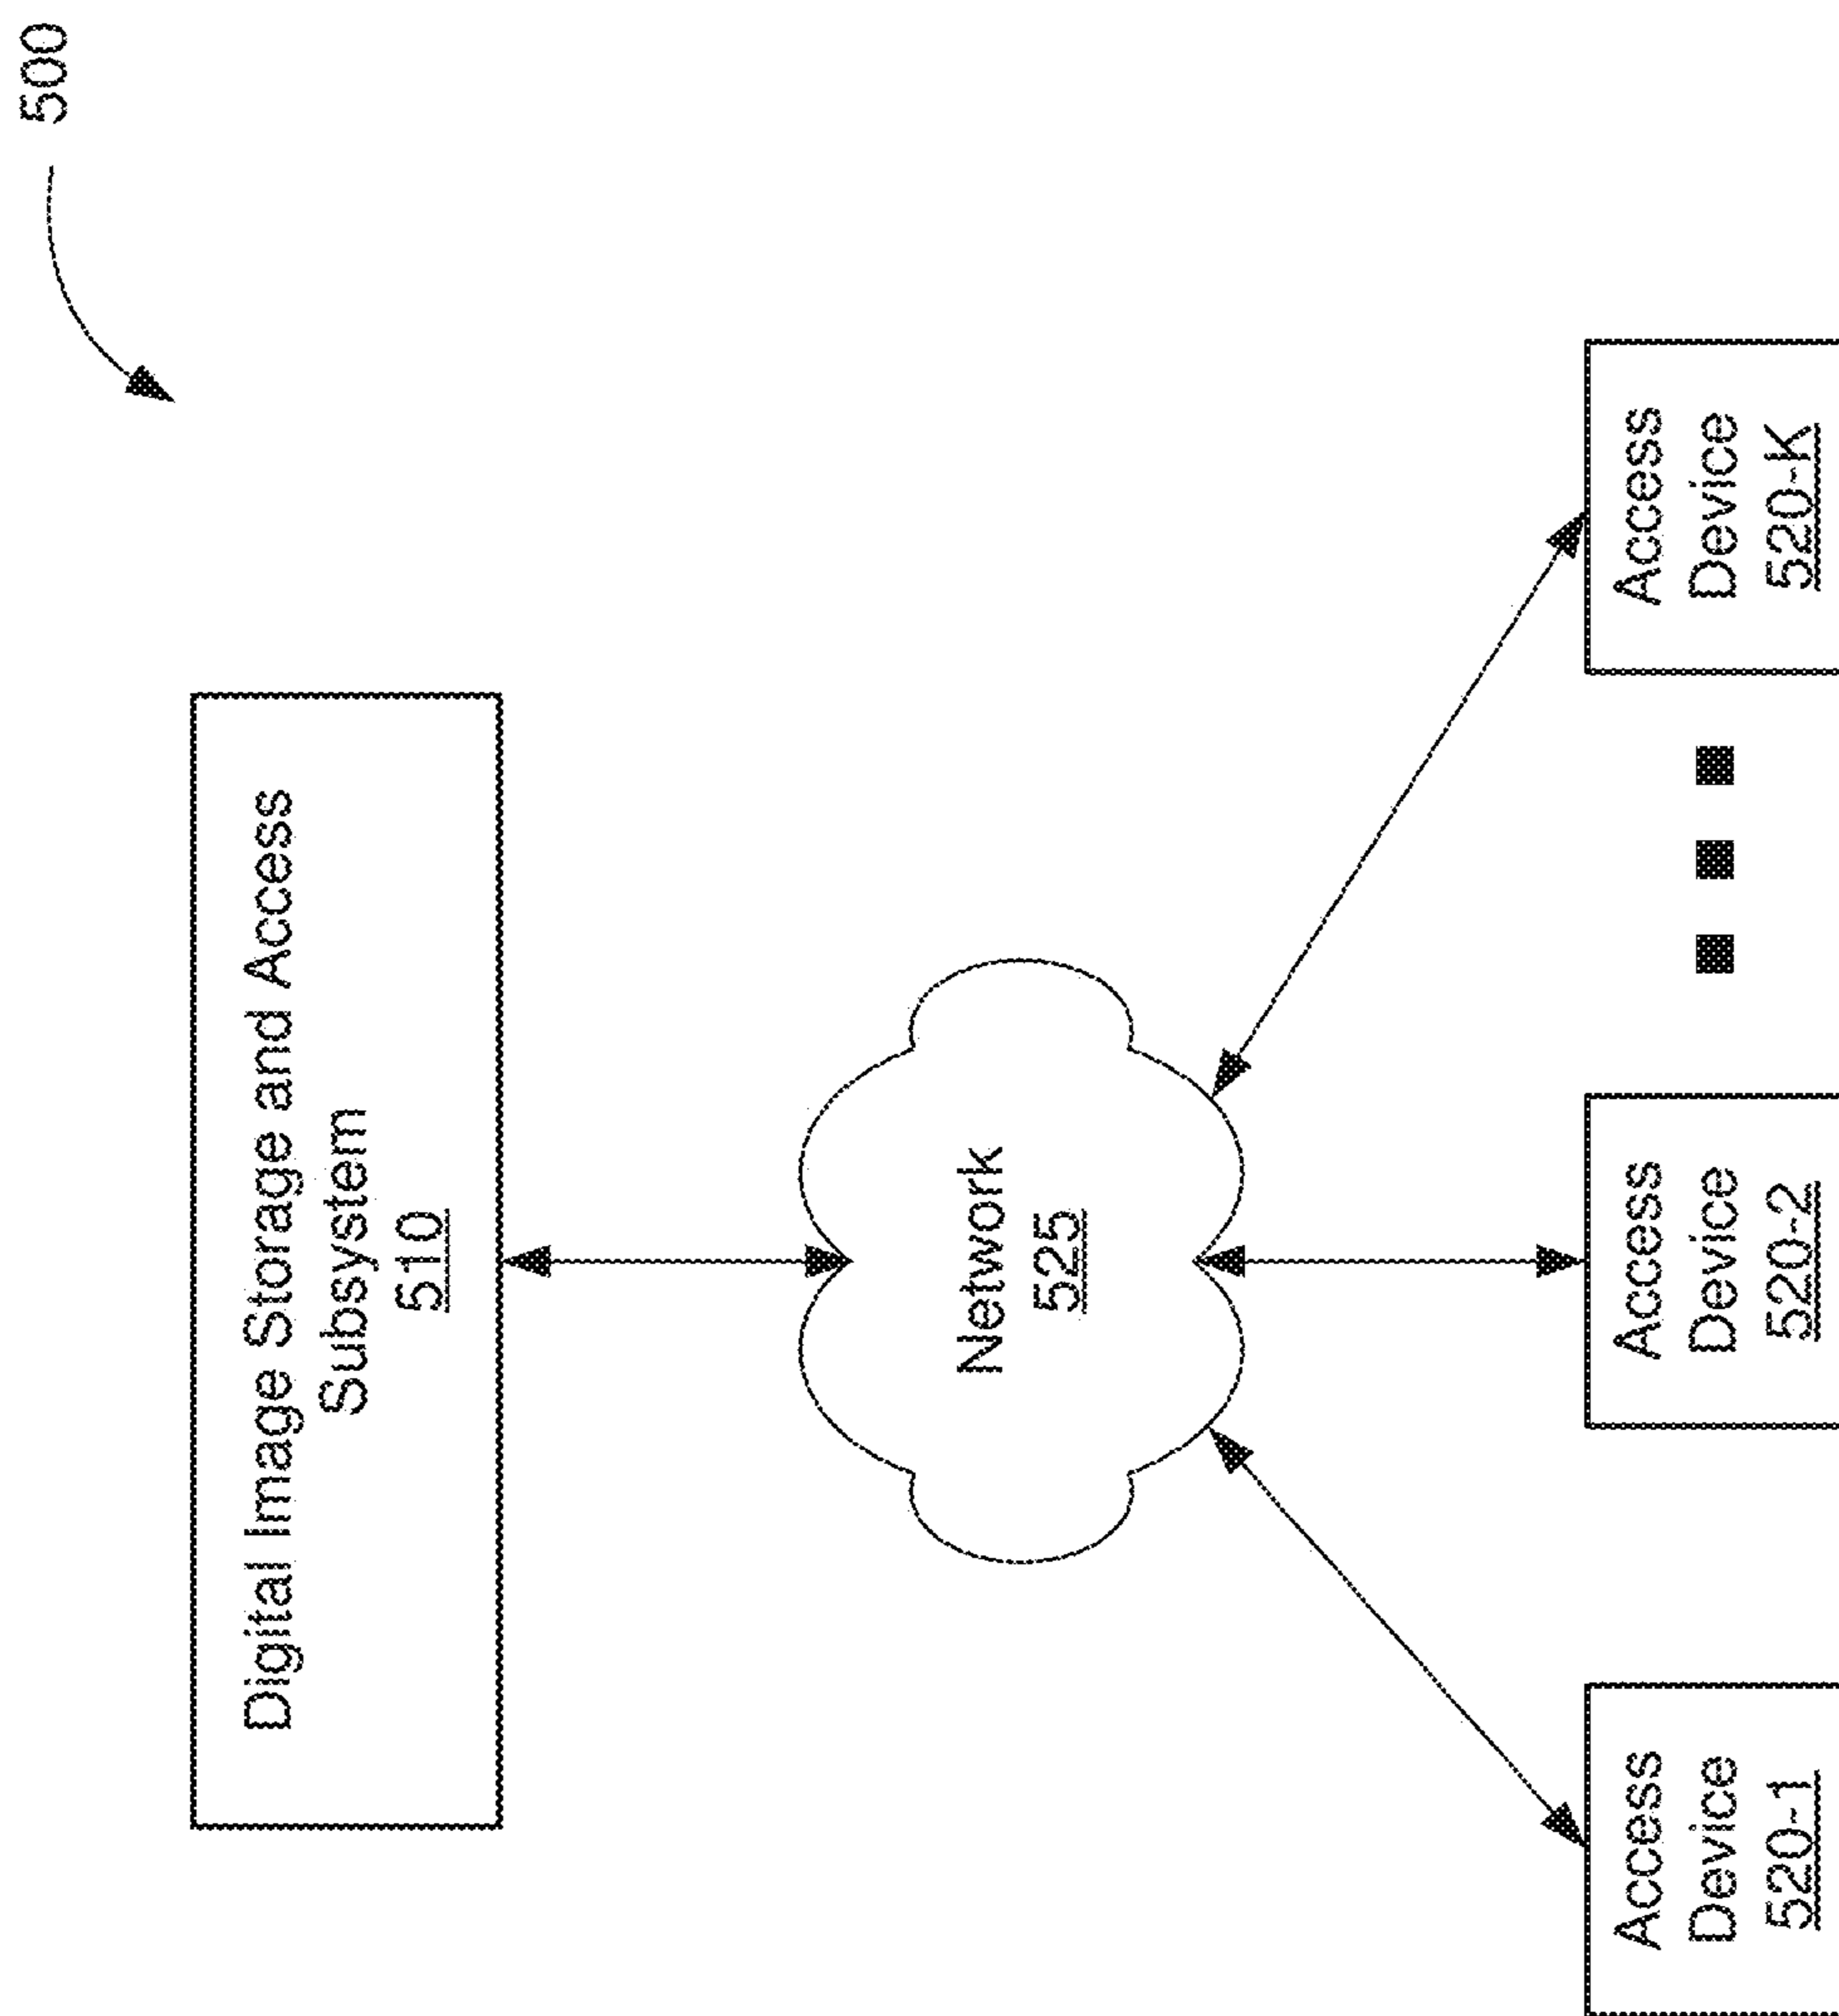 500
Digital Image Storage and Access
Subsystem
510
Network
525
Access
Device
520-1
Access
Device
520-2
Access
Device
520-K